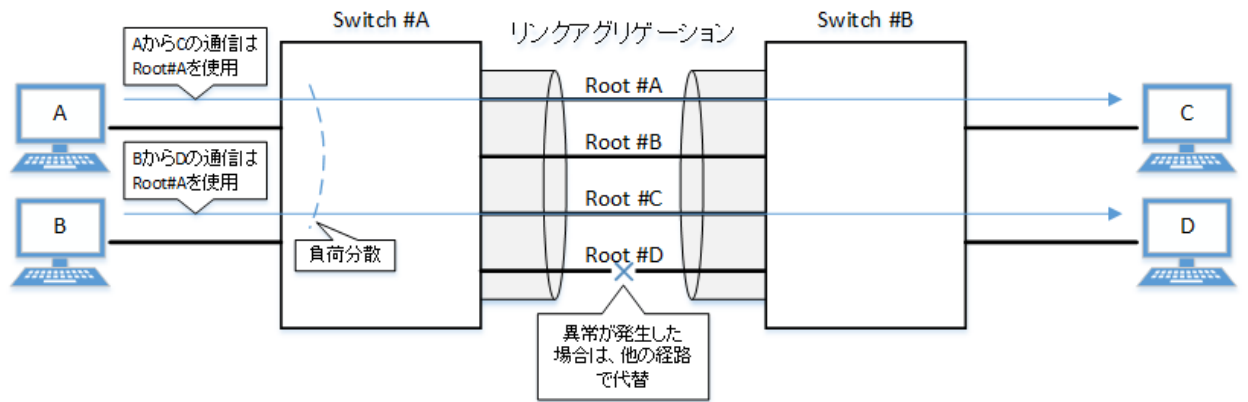 Switch #A
リンクアグリゲーション
Switch #B
AからCの通信は
Root#Aを使用
A
Root #A
C
Root #B
BからDの通信は
Root#Aを使用
B
Root #C
D
負荷分散
Root #D
異常が発生した
場合は、他の経路
で代替